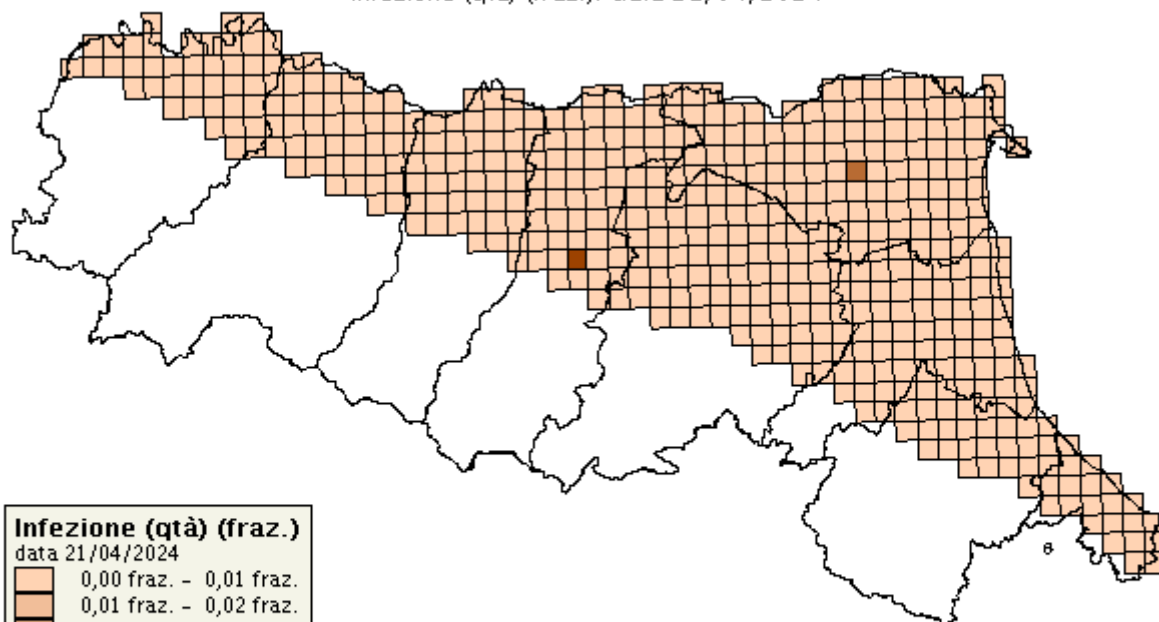 Infezione (qtà) (fraz.)
data 21/04/2024
0,00 fraz. - 0,01 fraz.
0,01 fraz. - 0,02 fraz.